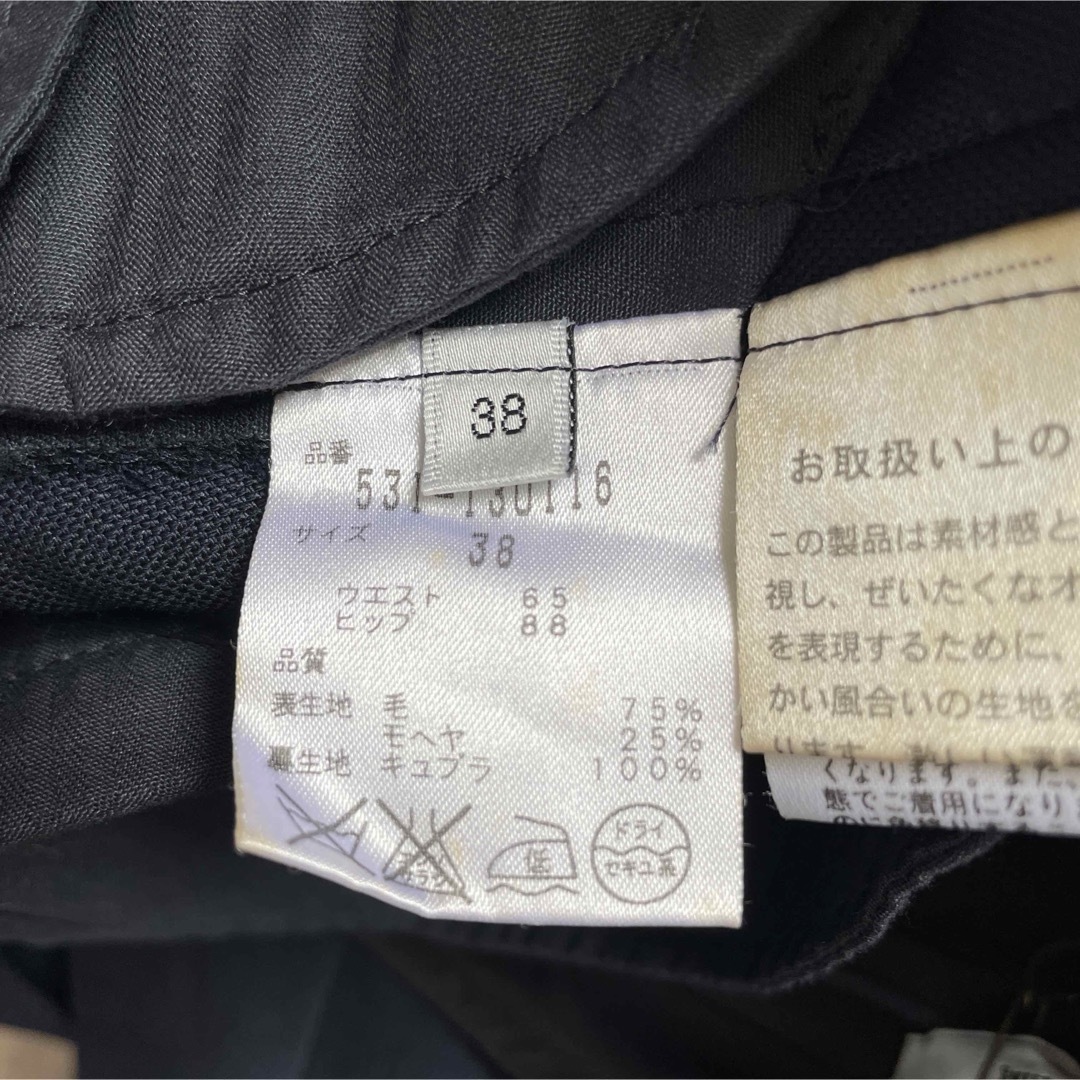 38
品番
531-130116
サイズ 38
ウエスト 65
ヒップ 88
品質
表生地 毛 75%
モヘヤ 25%
裏生地 キュプラ 100%
低
ドライ
セキユ系
お取扱い上の
この製品は素材感と
視し、ぜいたくなオ
を表現するために、
かい風合いの生地を
くなります。また
態でご着用になり